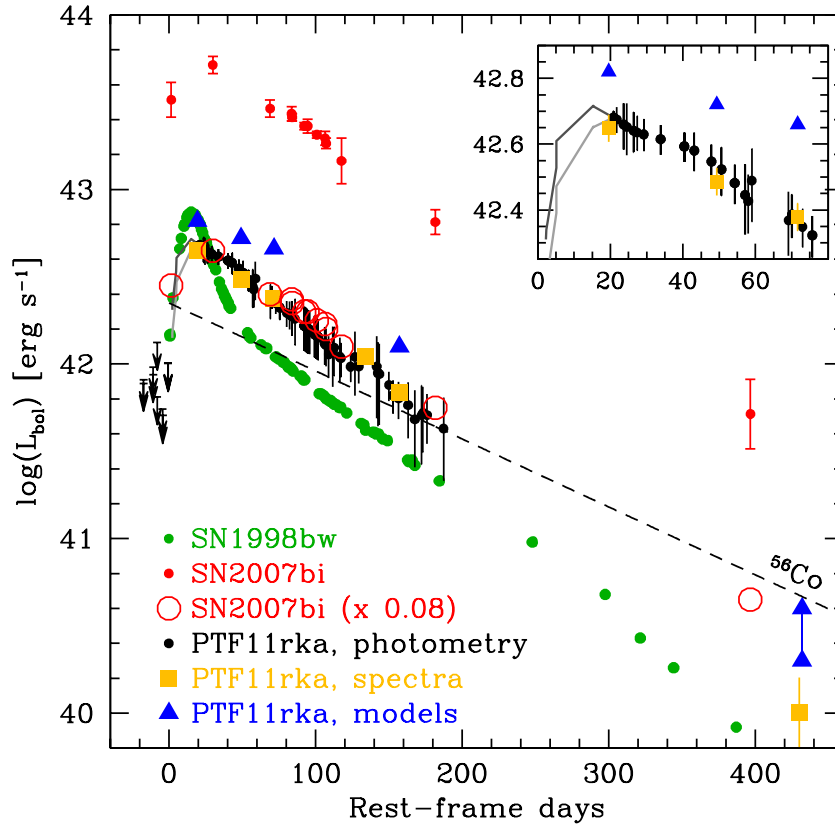 44
43
42
41
40
log(L_bol) [erg s⁻¹]
42.8
42.6
42.4
0 20 40 60
⁵⁶Co
SN1998bw
SN2007bi
SN2007bi (x 0.08)
PTF11rka, photometry
PTF11rka, spectra
PTF11rka, models
0 100 200 300 400
Rest-frame days